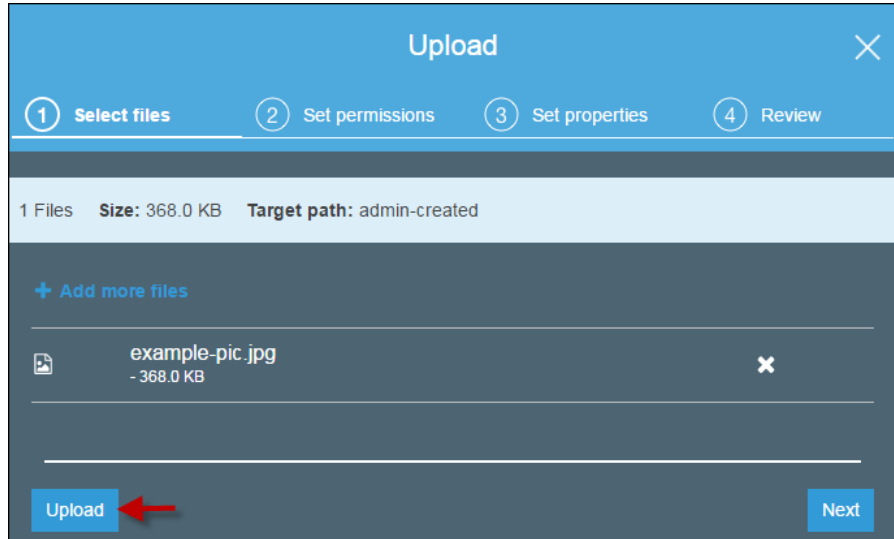 Upload
1 Select files 2 Set permissions 3 Set properties 4 Review
1 Files Size: 368.0 KB Target path: admin-created
Add more files
example-pic.jpg
- 368.0 KB
Upload Next